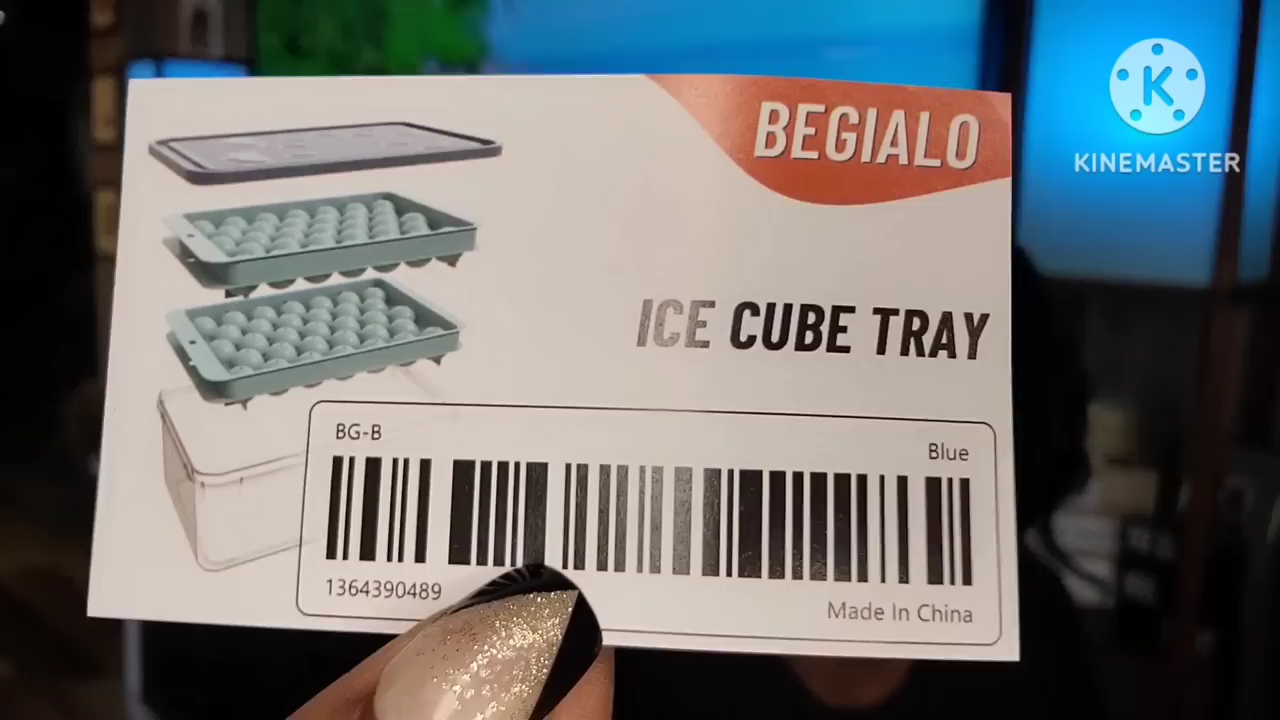 BEGIALO
K
KINEMASTER
ICE CUBE TRAY
BG-B
Blue
1364390489
Made In China